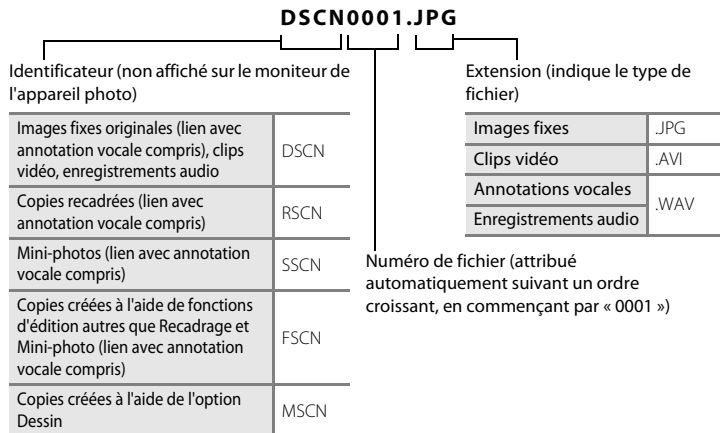 DSCN0001.JPG
Identificateur (non affiché sur le moniteur de
l'appareil photo)
Images fixes originales (lien avec
annotation vocale compris), clips
vidéo, enregistrements audio
DSCN
Copies recadrées (lien avec
annotation vocale compris)
RSCN
Mini-photos (lien avec annotation
vocale compris)
SSCN
Copies créées à l'aide de fonctions
d'édition autres que Recadrage et
Mini-photo (lien avec annotation
vocale compris)
FSCN
Copies créées à l'aide de l'option
Dessin
MSCN
Extension (indique le type de
fichier)
Images fixes
.JPG
Clips vidéo
.AVI
Annotations vocales
Enregistrements audio
.WAV
Numéro de fichier (attribué
automatiquement suivant un ordre
croissant, en commençant par « 0001 »)